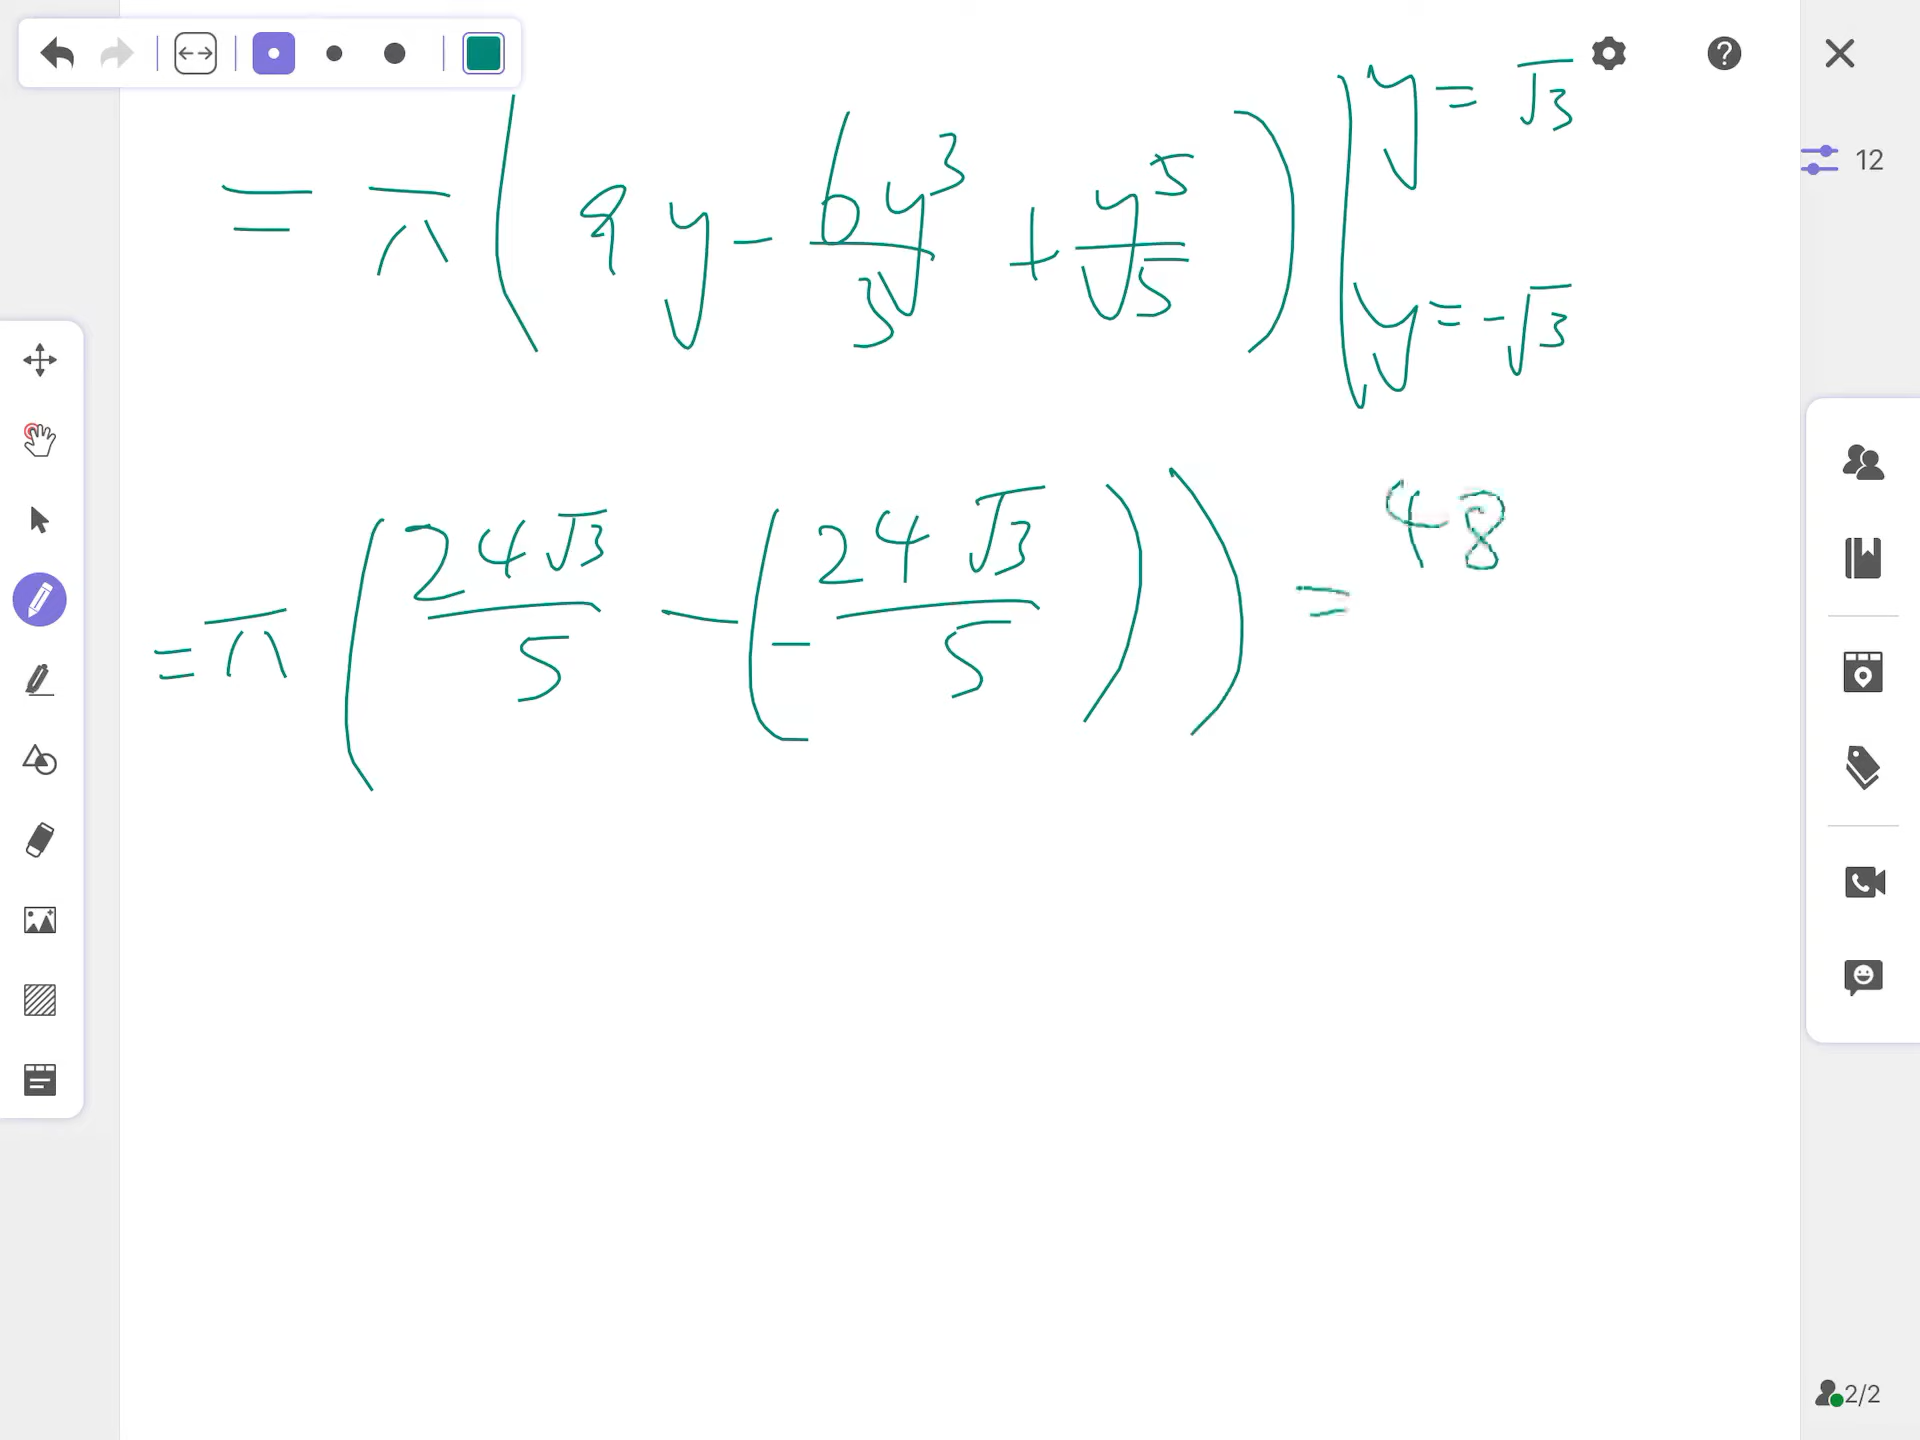 12
= π ( 9y - 6y³/3 + y⁵/5 ) | y = √3
y = -√3
= π ( 24√3/5 - ( - 24√3/5 ) ) = 48
2/2